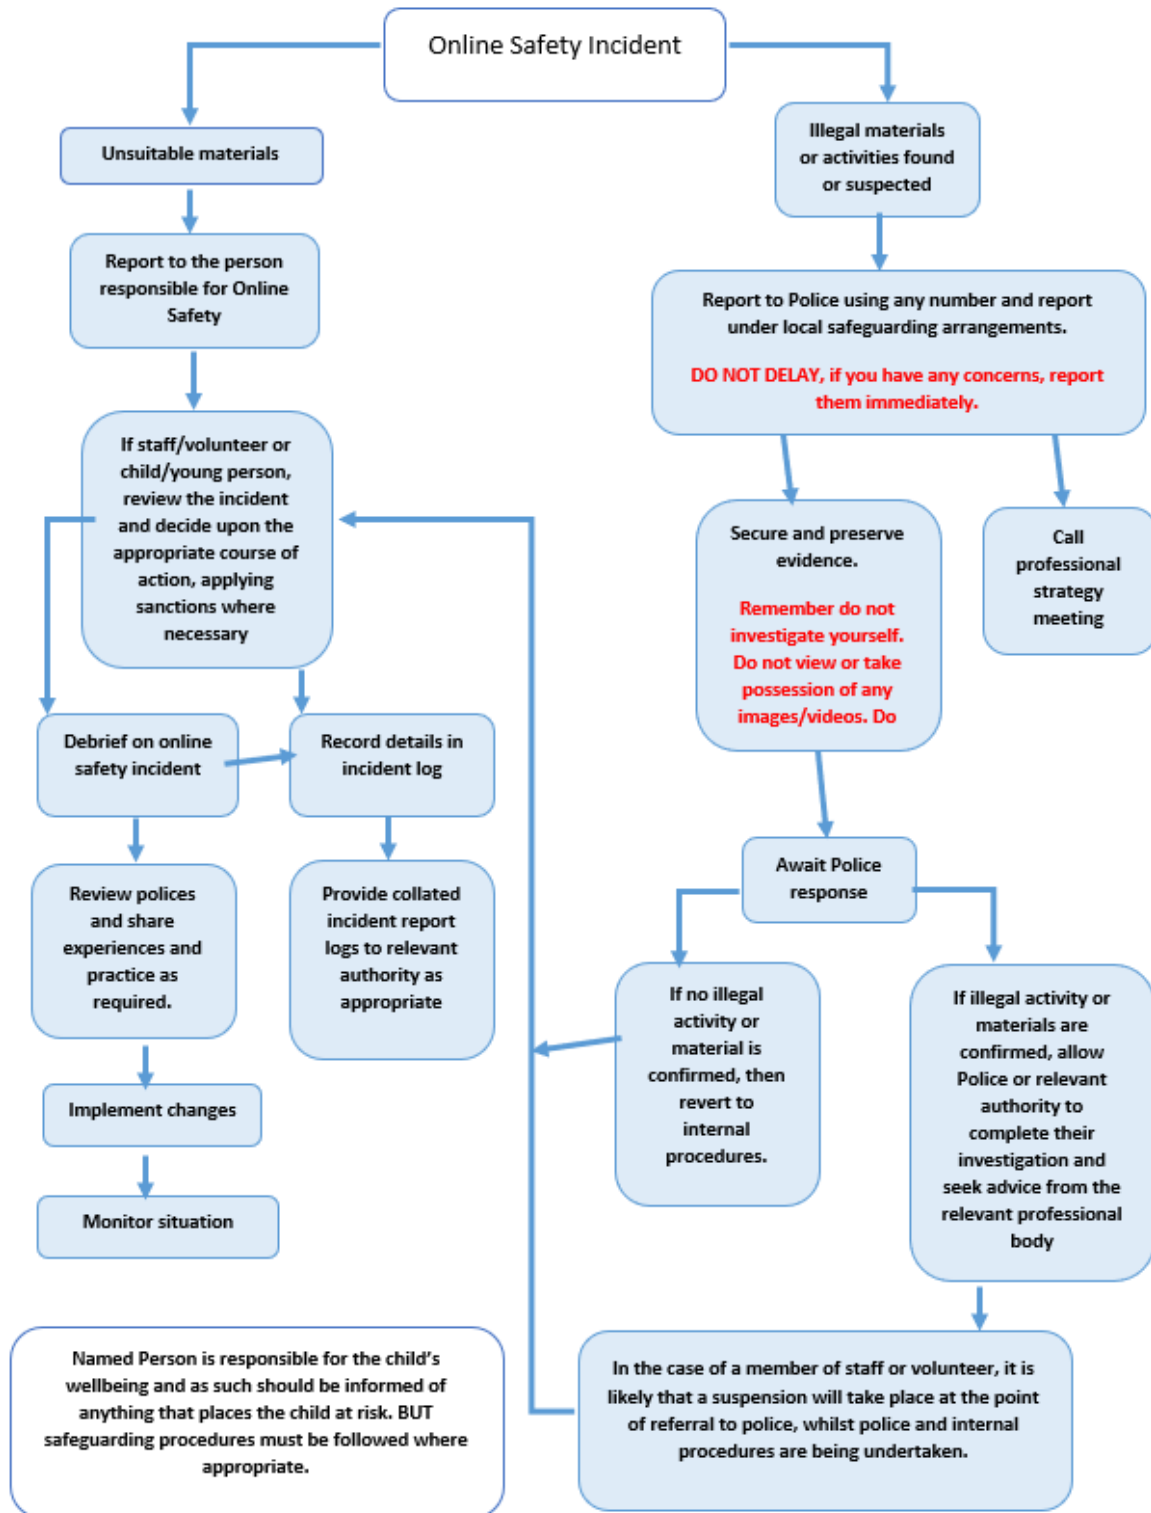 Online Safety Incident
Unsuitable materials
Report to the person
responsible for Online
Safety
If staff/volunteer or
child/young person,
review the incident
and decide upon the
appropriate course of
action, applying
sanctions where
necessary
Debrief on online
safety incident
Record details in
incident log
Review polices
and share
experiences and
practice as
required.
Provide collated
incident report
logs to relevant
authority as
appropriate
Implement changes
Monitor situation
Illegal materials
or activities found
or suspected
Report to Police using any number and report
under local safeguarding arrangements.
DO NOT DELAY, if you have any concerns, report
them immediately.
Secure and preserve
evidence.
Remember do not
investigate yourself.
Do not view or take
possession of any
images/videos. Do
Call
professional
strategy
meeting
Await Police
response
If no illegal
activity or
material is
confirmed, then
revert to
internal
procedures.
If illegal activity or
materials are
confirmed, allow
Police or relevant
authority to
complete their
investigation and
seek advice from the
relevant professional
body
In the case of a member of staff or volunteer, it is
likely that a suspension will take place at the point
of referral to police, whilst police and internal
procedures are being undertaken.
Named Person is responsible for the child’s
wellbeing and as such should be informed of
anything that places the child at risk. BUT
safeguarding procedures must be followed where
appropriate.